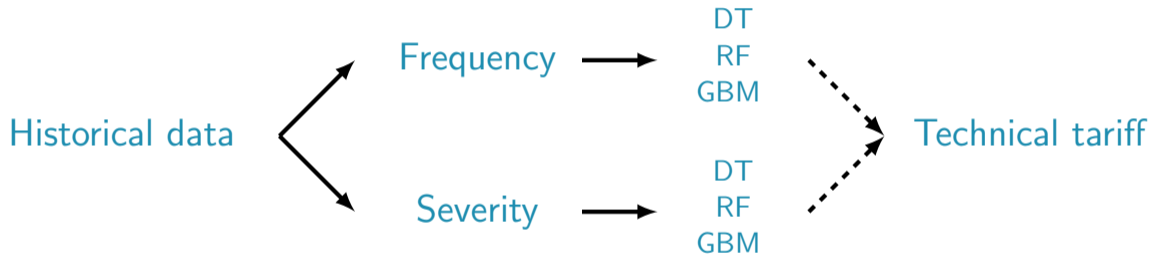 Historical data
Frequency
DT
RF
GBM
Severity
DT
RF
GBM
Technical tariff